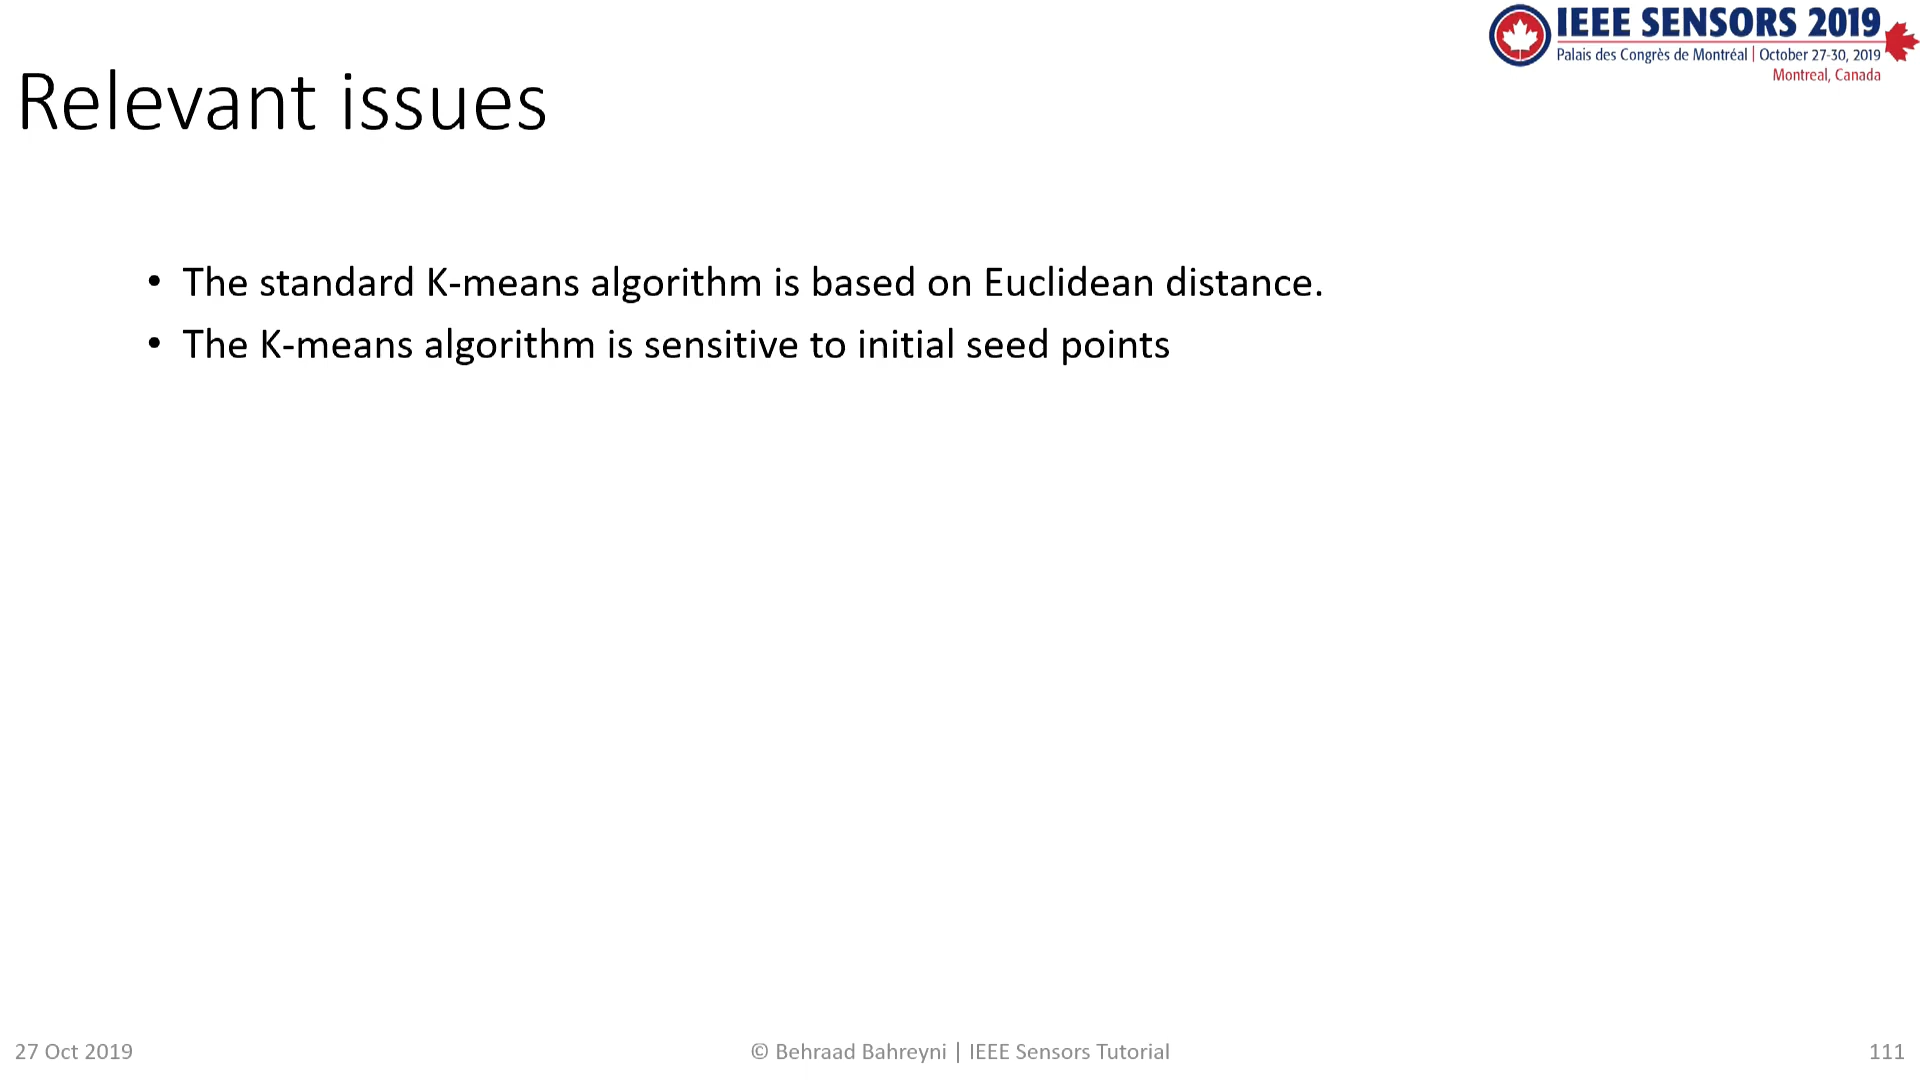 IEEE SENSORS 2019
Palais des Congrès de Montréal | October 27-30, 2019
Montreal, Canada
Relevant issues
• The standard K-means algorithm is based on Euclidean distance.
• The K-means algorithm is sensitive to initial seed points
27 Oct 2019
© Behraad Bahreyni | IEEE Sensors Tutorial
111